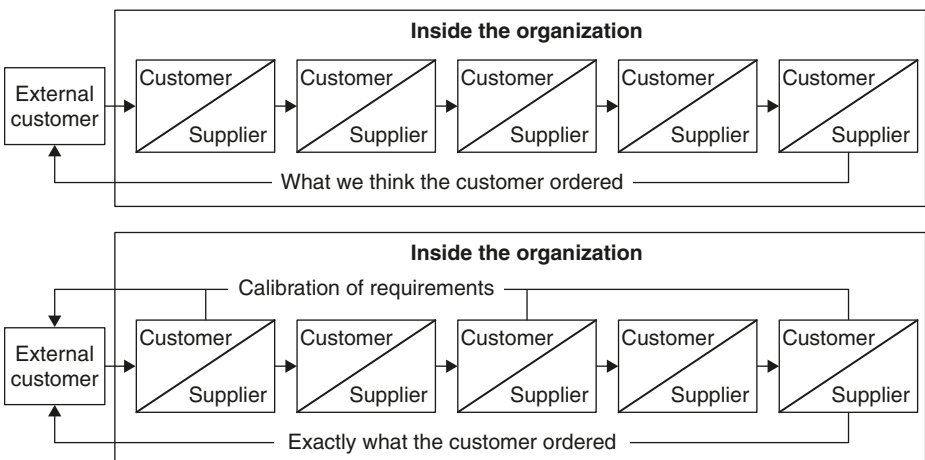 Inside the organization
External
customer
Customer
Supplier
Customer
Supplier
Customer
Supplier
Customer
Supplier
Customer
Supplier
What we think the customer ordered
Inside the organization
Calibration of requirements
External
customer
Customer
Supplier
Customer
Supplier
Customer
Supplier
Customer
Supplier
Customer
Supplier
Exactly what the customer ordered